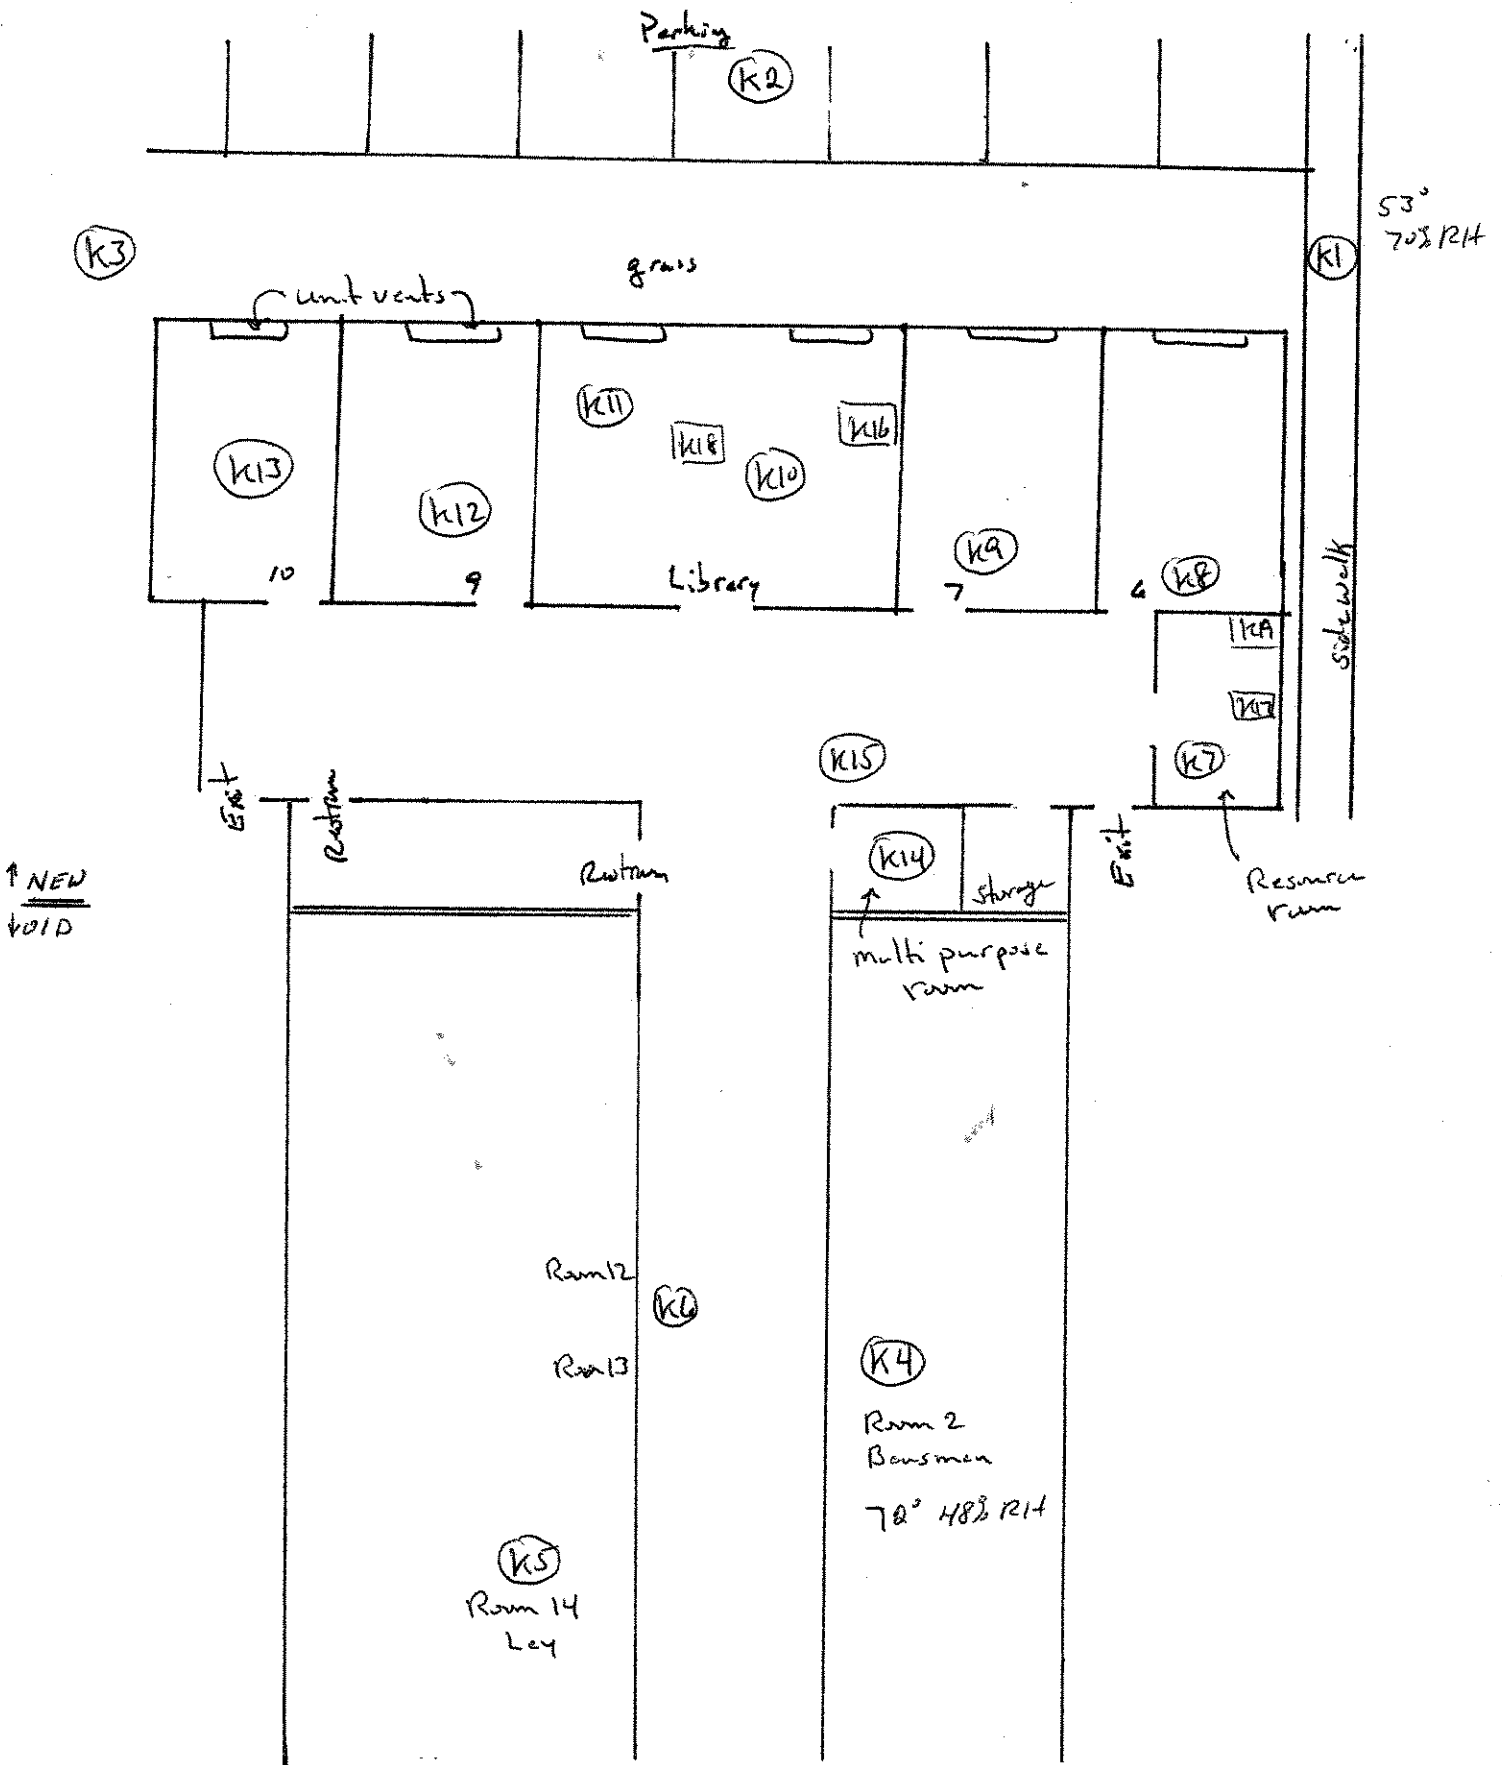 Parking
K2
53°
70% RH
K3
K1
grass
unit vents
K11
K18
K16
K13
K10
K12
K9
K8
10
9
Library
7
6
sidewalk
KA
K17
K15
K7
Exit
Restroom
Restroom
K14
storage
Exit
Resource
room
↑ NEW
↓ OLD
multi purpose
room
Room 12
K6
Room 13
K4
Room 2
Bausman
72° 48% RH
K5
Room 14
Ley